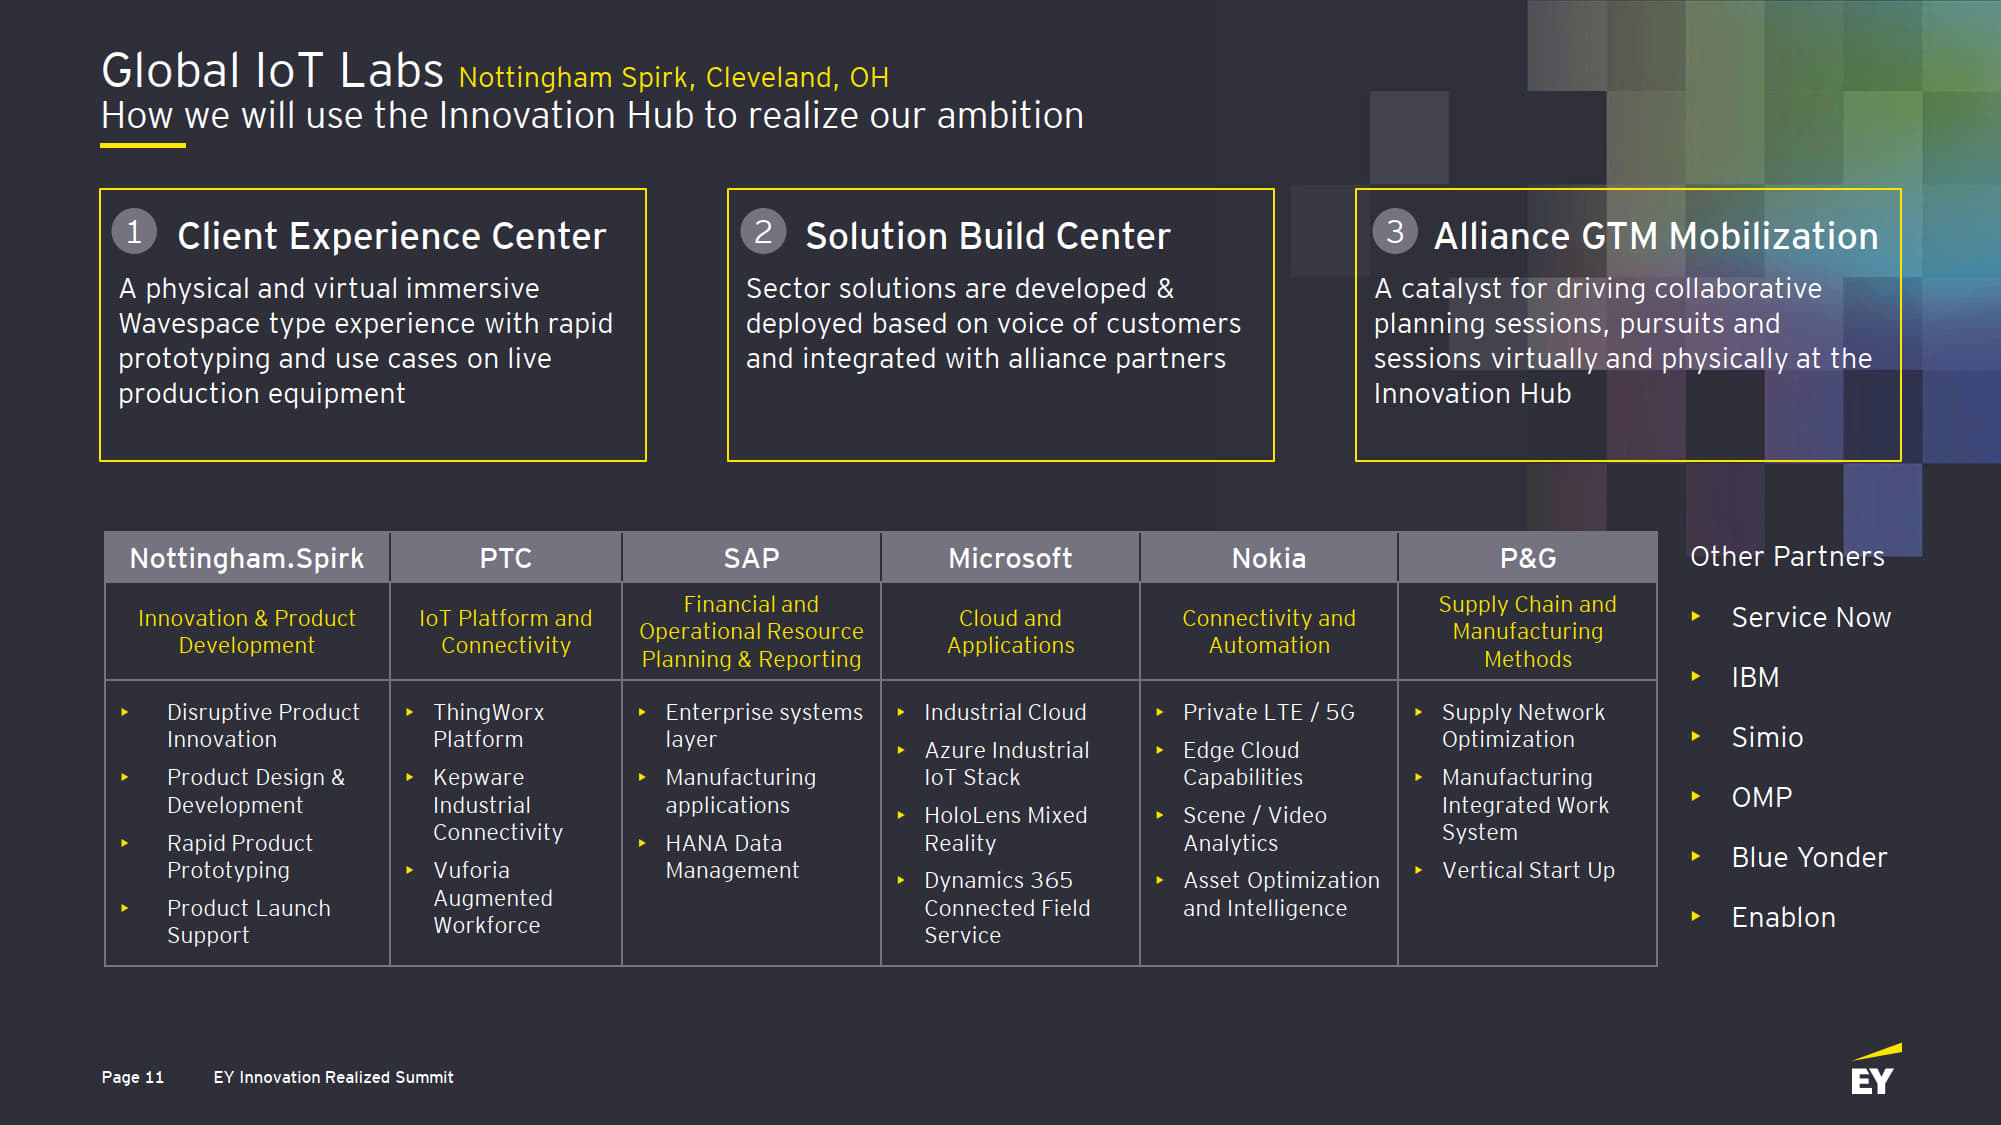 Global IoT Labs Nottingham Spirk, Cleveland, OH
How we will use the Innovation Hub to realize our ambition
1 Client Experience Center
A physical and virtual immersive
Wavespace type experience with rapid
prototyping and use cases on live
production equipment
2 Solution Build Center
Sector solutions are developed &
deployed based on voice of customers
and integrated with alliance partners
3 Alliance GTM Mobilization
A catalyst for driving collaborative
planning sessions, pursuits and
sessions virtually and physically at the
Innovation Hub
Nottingham.Spirk
Innovation & Product
Development
Disruptive Product
Innovation
Product Design &
Development
Rapid Product
Prototyping
Product Launch
Support
PTC
IoT Platform and
Connectivity
ThingWorx
Platform
Kepware
Industrial
Connectivity
Vuforia
Augmented
Workforce
SAP
Financial and
Operational Resource
Planning & Reporting
Enterprise systems
layer
Manufacturing
applications
HANA Data
Management
Microsoft
Cloud and
Applications
Industrial Cloud
Azure Industrial
IoT Stack
HoloLens Mixed
Reality
Dynamics 365
Connected Field
Service
Nokia
Connectivity and
Automation
Private LTE / 5G
Edge Cloud
Capabilities
Scene / Video
Analytics
Asset Optimization
and Intelligence
P&G
Supply Chain and
Manufacturing
Methods
Supply Network
Optimization
Manufacturing
Integrated Work
System
Vertical Start Up
Other Partners
Service Now
IBM
Simio
OMP
Blue Yonder
Enablon
Page 11 EY Innovation Realized Summit
EY